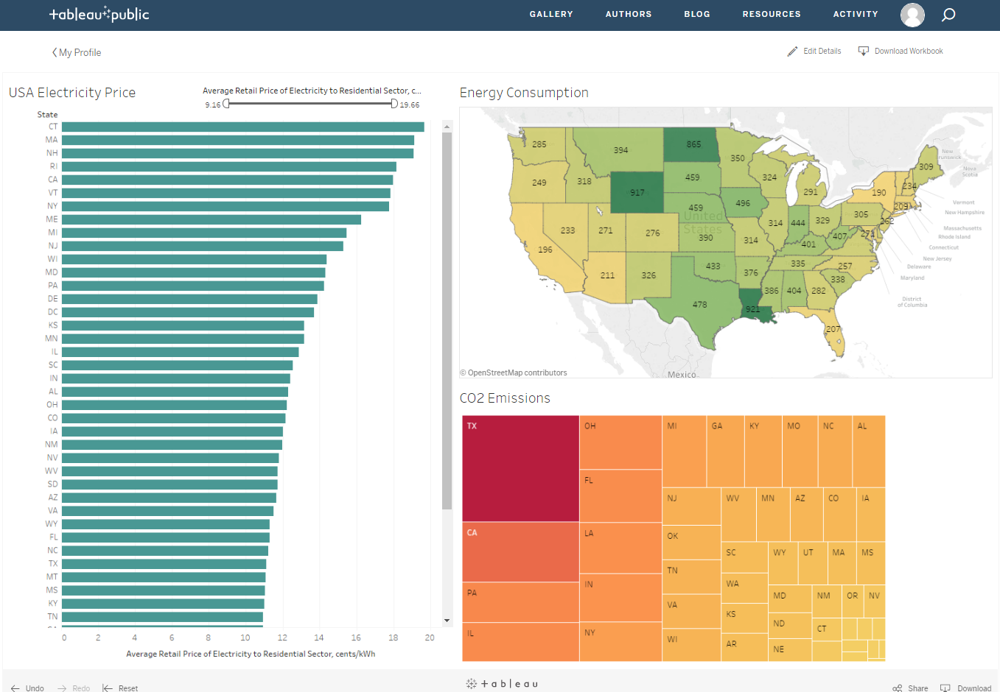 tableau public
GALLERY
AUTHORS
BLOG
RESOURCES
ACTIVITY
My Profile
Edit Details
Download Workbook
USA Electricity Price
Average Retail Price of Electricity to Residential Sector, c...
9.16
19.66
State
CT
MA
NH
RI
CA
VT
NY
ME
MI
NJ
WI
MD
PA
DE
DC
KS
MN
IL
SC
IN
AL
OH
CO
IA
NM
NV
WV
SD
AZ
VA
WY
FL
NC
TX
MT
MS
KY
TN
0 2 4 6 8 10 12 14 16 18 20
Average Retail Price of Electricity to Residential Sector, cents/kWh
Energy Consumption
285
394
865
350
309
249
318
459
324
234
917
291
190
496
459
209
305
262
233
271
276
314
444
329
390
314
407
271
196
401
335
257
211
326
433
376
338
386
404
282
478
921
207
United
States
New
Nova
Scotia
Vermont
New Hampshire
Massachusetts
Rhode Island
Connecticut
New Jersey
Delaware
Maryland
District
of Columbia
Mexico
© OpenStreetMap contributors
CO2 Emissions
TX
CA
PA
IL
OH
FL
LA
IN
NY
MI
GA
KY
MO
NC
AL
NJ
OK
TN
VA
WI
WV
MN
AZ
CO
IA
SC
WA
KS
AR
WY
UT
MA
MS
MD
ND
NE
NM
OR
NV
CT
Undo
Redo
Reset
tableau
Share
Download